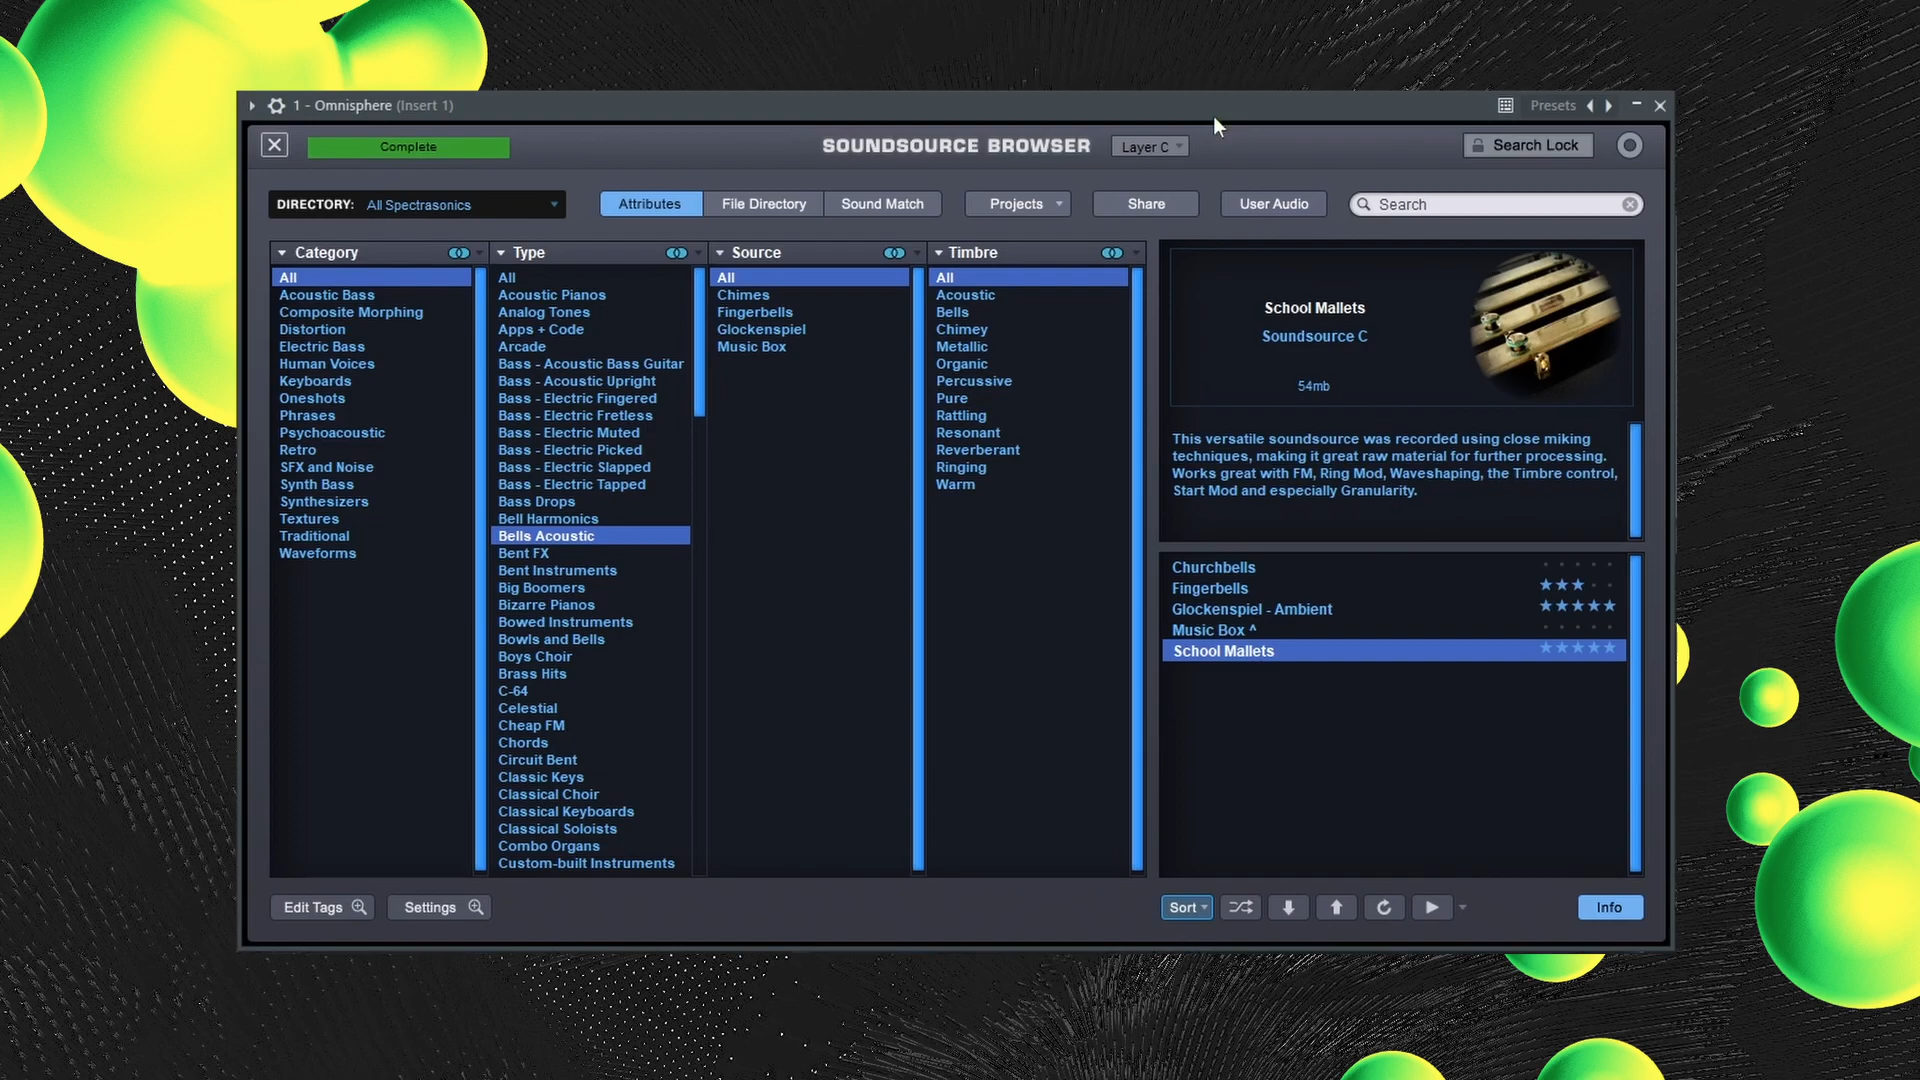 1 - Omnisphere (Insert 1)
Presets
Complete
SOUNDSOURCE BROWSER
Layer C
Search Lock
DIRECTORY: All Spectrasonics
Attributes
File Directory
Sound Match
Projects
Share
User Audio
Search
Category
All
Acoustic Bass
Composite Morphing
Distortion
Electric Bass
Human Voices
Keyboards
Oneshots
Phrases
Psychoacoustic
Retro
SFX and Noise
Synth Bass
Synthesizers
Textures
Traditional
Waveforms
Type
All
Acoustic Pianos
Analog Tones
Apps + Code
Arcade
Bass - Acoustic Bass Guitar
Bass - Acoustic Upright
Bass - Electric Fingered
Bass - Electric Fretless
Bass - Electric Muted
Bass - Electric Picked
Bass - Electric Slapped
Bass - Electric Tapped
Bass Drops
Bell Harmonics
Bells Acoustic
Bent FX
Bent Instruments
Big Boomers
Bizarre Pianos
Bowed Instruments
Bowls and Bells
Boys Choir
Brass Hits
C-64
Celestial
Cheap FM
Chords
Circuit Bent
Classic Keys
Classical Choir
Classical Keyboards
Classical Soloists
Combo Organs
Custom-built Instruments
Source
All
Chimes
Fingerbells
Glockenspiel
Music Box
Timbre
All
Acoustic
Bells
Chimey
Metallic
Organic
Percussive
Pure
Rattling
Resonant
Reverberant
Ringing
Warm
School Mallets
Soundsource C
54mb
This versatile soundsource was recorded using close miking
techniques, making it great raw material for further processing.
Works great with FM, Ring Mod, Waveshaping, the Timbre control,
Start Mod and especially Granularity.
Churchbells
Fingerbells
Glockenspiel - Ambient
Music Box ^
School Mallets
Edit Tags
Settings
Sort
Info